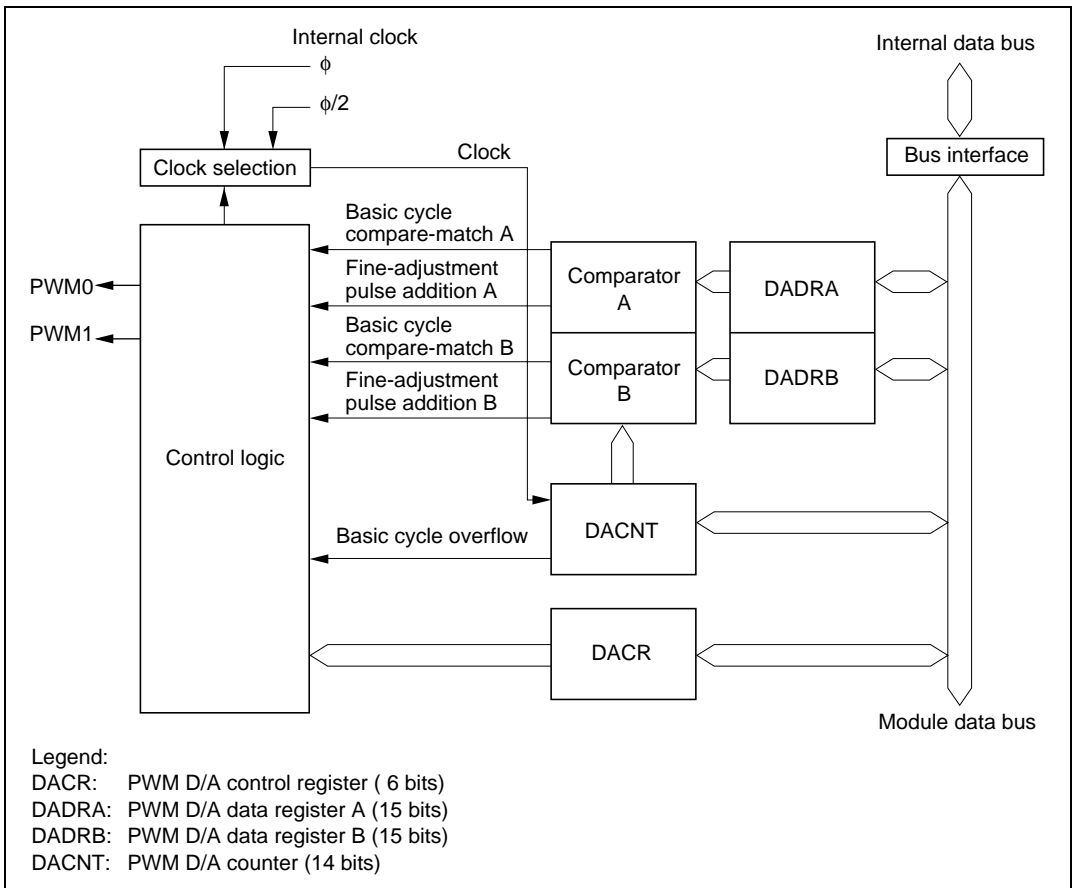 Internal clock
Internal data bus
ϕ
ϕ/2
Clock selection
Clock
Bus interface
Basic cycle
compare-match A
Fine-adjustment
pulse addition A
Basic cycle
compare-match B
Fine-adjustment
pulse addition B
Comparator
A
DADRA
Comparator
B
DADRB
PWM0
PWM1
Control logic
DACNT
Basic cycle overflow
DACR
Module data bus
Legend:
DACR: PWM D/A control register ( 6 bits)
DADRA: PWM D/A data register A (15 bits)
DADRB: PWM D/A data register B (15 bits)
DACNT: PWM D/A counter (14 bits)